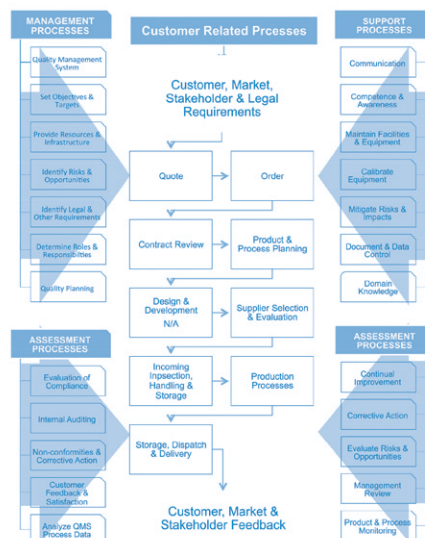 MANAGEMENT
PROCESSES
Quality Management
System
Set Objectives &
Targets
Provide Resources &
Infrastructure
Identify Risks &
Opportunities
Identify Legal &
Other Requirements
Determine Roles &
Responsibilties
Quality Planning
Customer Related Prcesses
Customer, Market,
Stakeholder & Legal
Requirements
Quote
Order
Contract Review
Product &
Process Planning
Design &
Development
N/A
Supplier Selection
& Evaluation
Incoming
Inpsection,
Handling &
Storage
Production
Processes
Storage, Dispatch
& Delivery
Customer, Market &
Stakeholder Feedback
SUPPORT
PROCESSES
Communication
Competence &
Awareness
Maintain Facilities
& Equipment
Calibrate
Equipment
Mitigate Risks &
Impacts
Document & Data
Control
Domain
Knowledge
ASSESSMENT
PROCESSES
Evaluation of
Compliance
Internal Auditing
Non-conformities &
Corrective Action
Customer
Feedback &
Satisfaction
Analyze QMS
Process Data
ASSESSMENT
PROCESSES
Continual
Improvement
Corrective Action
Evaluate Risks &
Opportunities
Management
Review
Product & Process
Monitoring